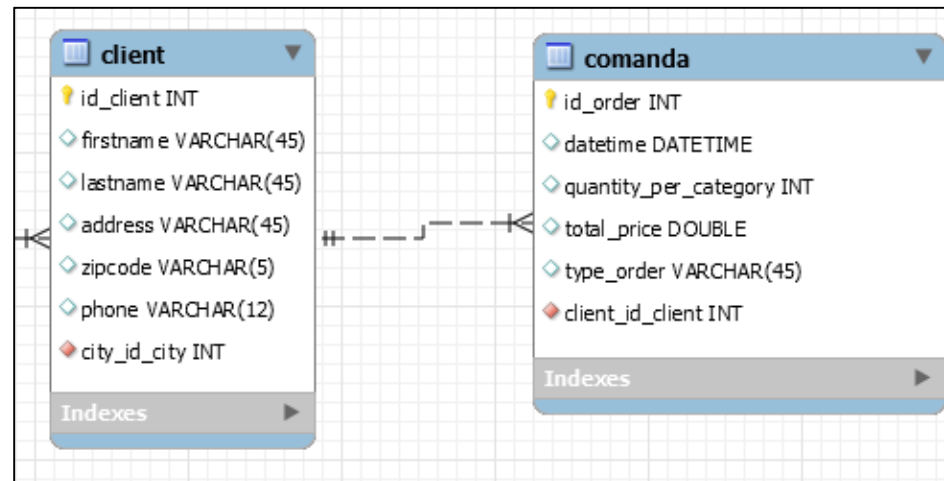 client
id_client INT
firstname VARCHAR(45)
lastname VARCHAR(45)
address VARCHAR(45)
zipcode VARCHAR(5)
phone VARCHAR(12)
city_id_city INT
Indexes
comanda
id_order INT
datetime DATETIME
quantity_per_category INT
total_price DOUBLE
type_order VARCHAR(45)
client_id_client INT
Indexes